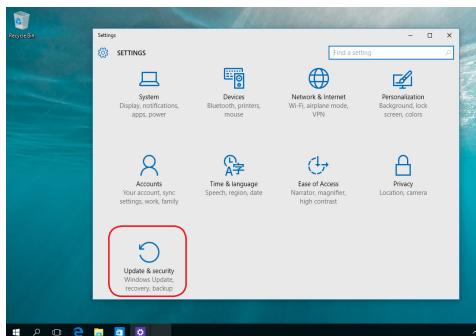 Recycle Bin
Settings
SETTINGS
Find a setting
System
Display, notifications,
apps, power
Devices
Bluetooth, printers,
mouse
Network & Internet
Wi-Fi, airplane mode,
VPN
Personalization
Background, lock
screen, colors
Accounts
Your account, sync
settings, work, family
Time & language
Speech, region, date
Ease of Access
Narrator, magnifier,
high contrast
Privacy
Location, camera
Update & security
Windows Update,
recovery, backup